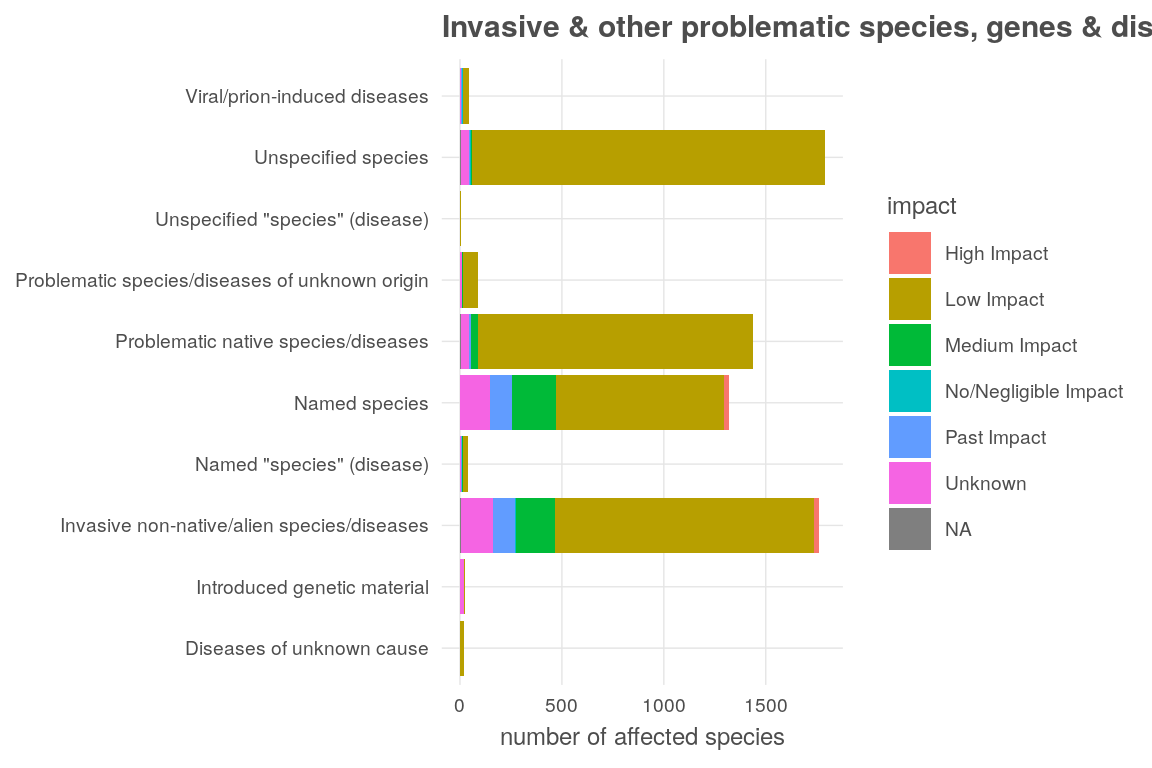 Invasive & other problematic species, genes & dis
Viral/prion-induced diseases
Unspecified species
Unspecified "species" (disease)
Problematic species/diseases of unknown origin
Problematic native species/diseases
Named species
Named "species" (disease)
Invasive non-native/alien species/diseases
Introduced genetic material
Diseases of unknown cause
0 500 1000 1500
number of affected species
impact
High Impact
Low Impact
Medium Impact
No/Negligible Impact
Past Impact
Unknown
NA